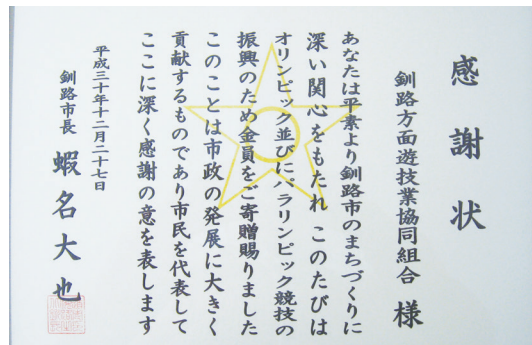 感謝状
釧路方面遊技業協同組合 様
あなたは平素より釧路市のまちづくりに
深い関心をもたれ このたびは
オリンピック並びにパラリンピック競技の
振興のため金員をご寄贈賜りました
このことは市政の発展に大きく
貢献するものであり市民を代表して
ここに深く感謝の意を表します
平成三十年十二月二十七日
釧路市長 蝦名大也